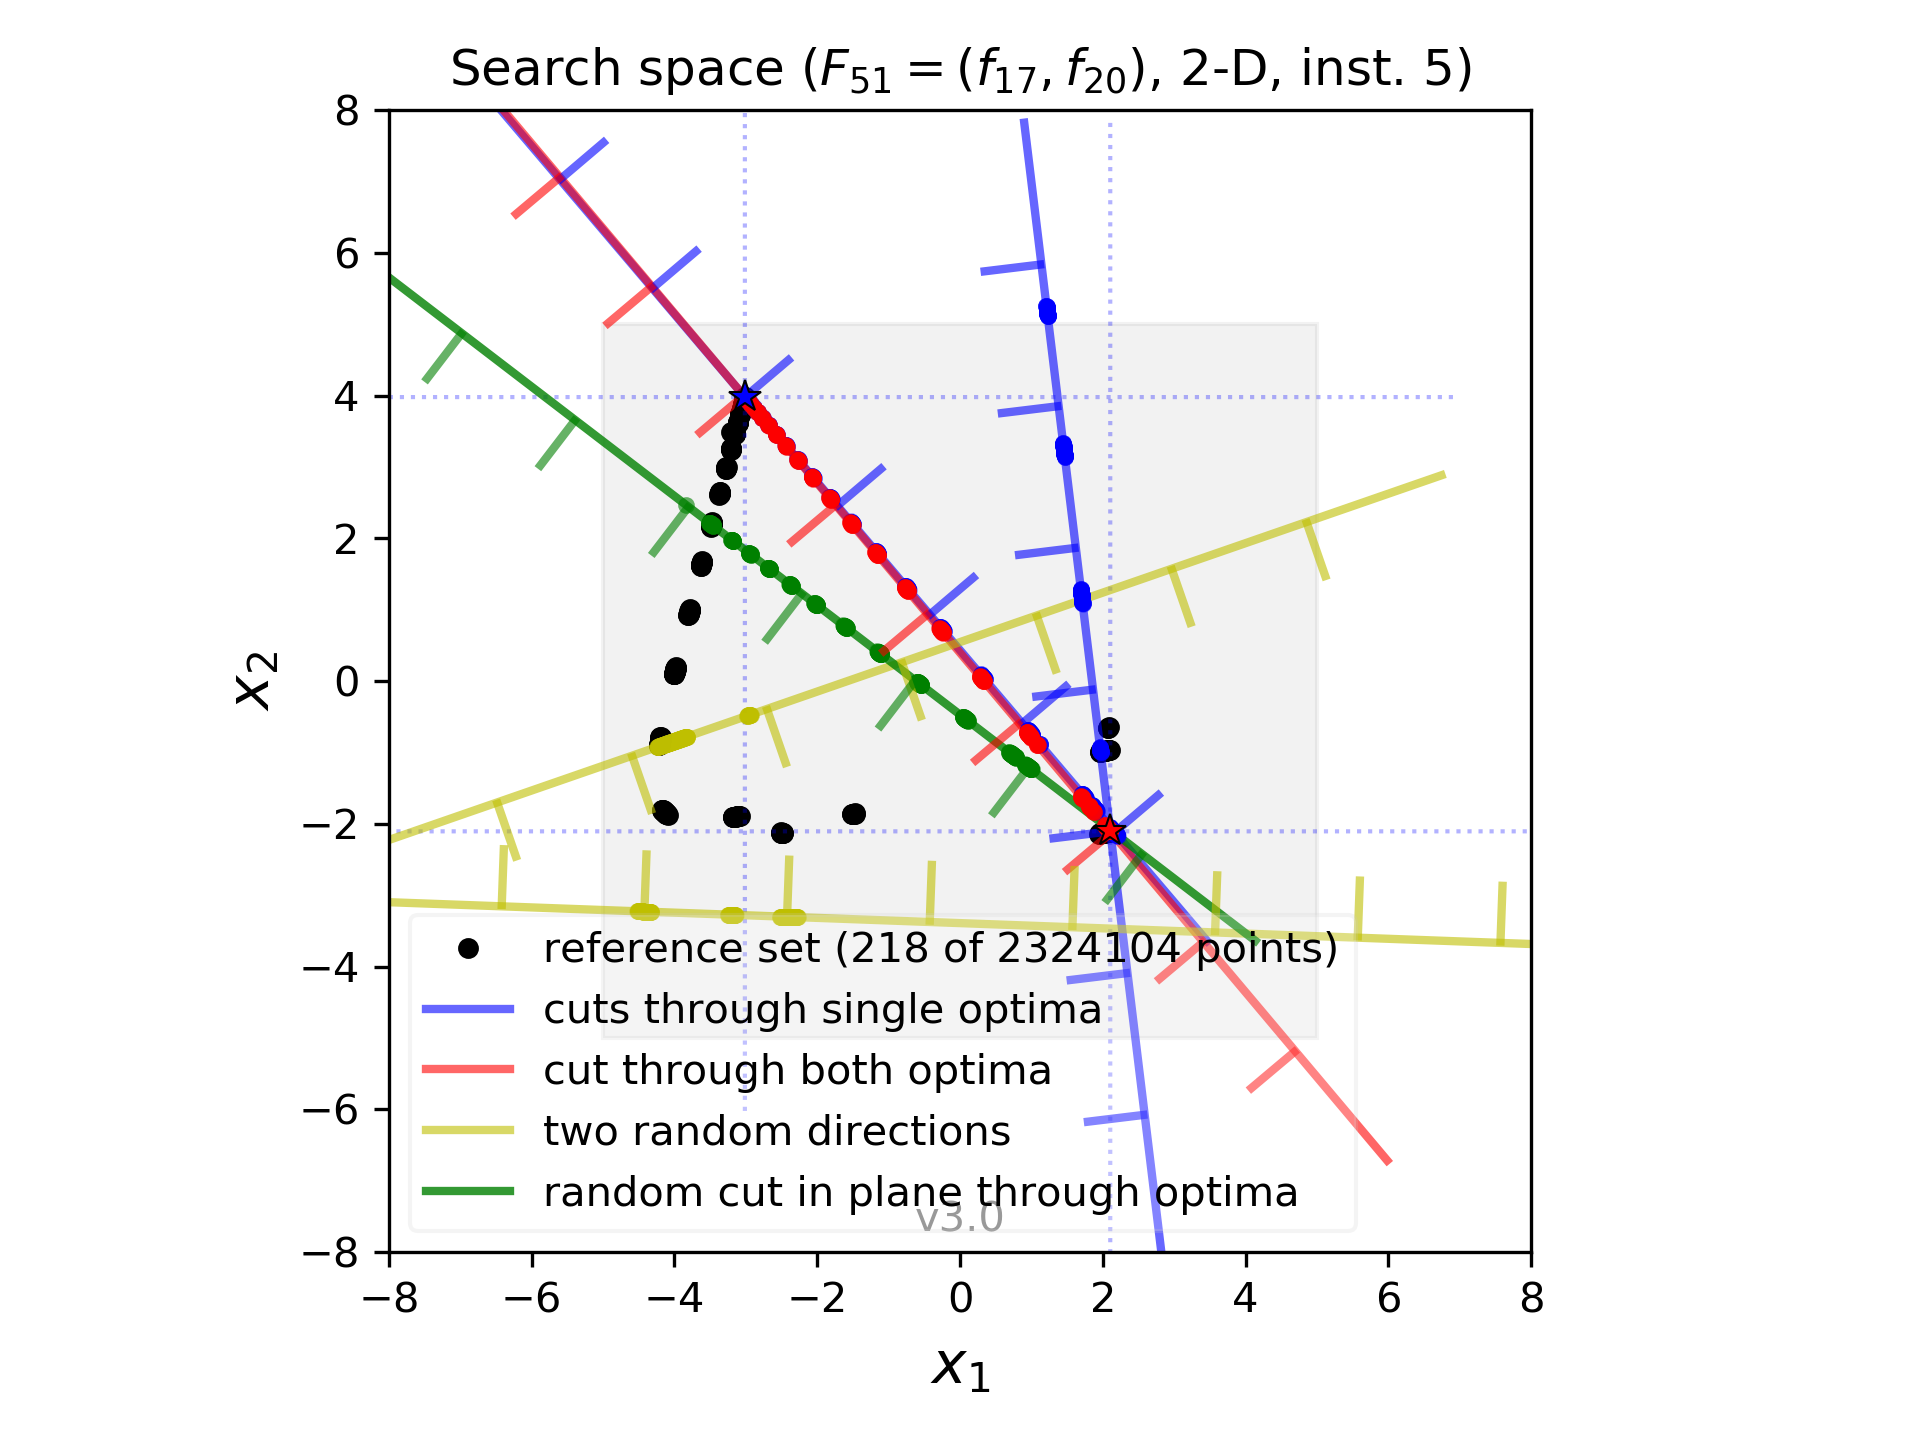 Search space (F51 = (f17, f20), 2-D, inst. 5)
8
6
4
2
0
−2
−4
−6
−8
x2
reference set (218 of 2324104 points)
cuts through single optima
cut through both optima
two random directions
random cut in plane through optima
v3.0
−8 −6 −4 −2 0 2 4 6 8
x1